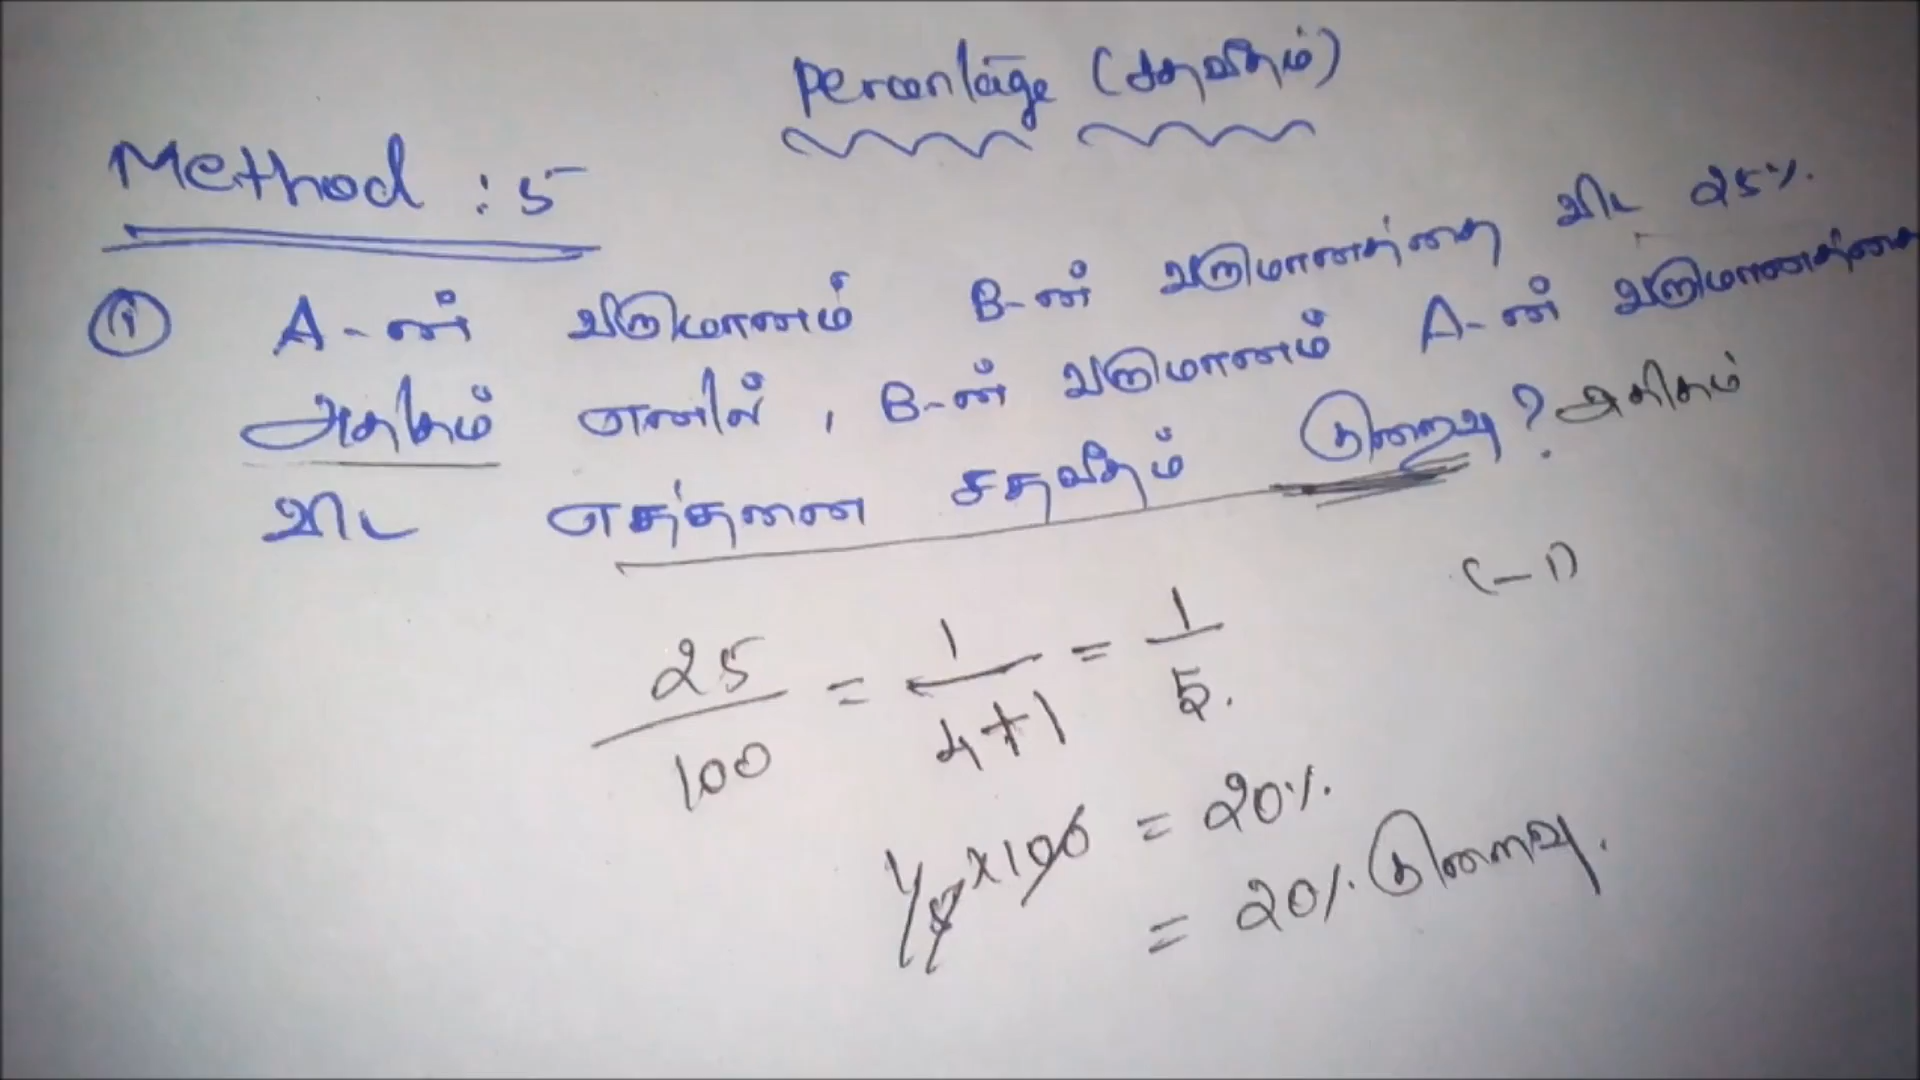 Percentage (சதவீதம்)
Method : 5
① A-ன் வருமானம் B-ன் வருமானத்தை விட 25%
அதிகம் எனில், B-ன் வருமானம் A-ன் வருமானத்தை
விட எத்தனை சதவீதம் குறைவு? அதிகம்
(-1)
25/100 = 1/4+1 = 1/5.
1/5 x 100 = 20%.
= 20% குறைவு.